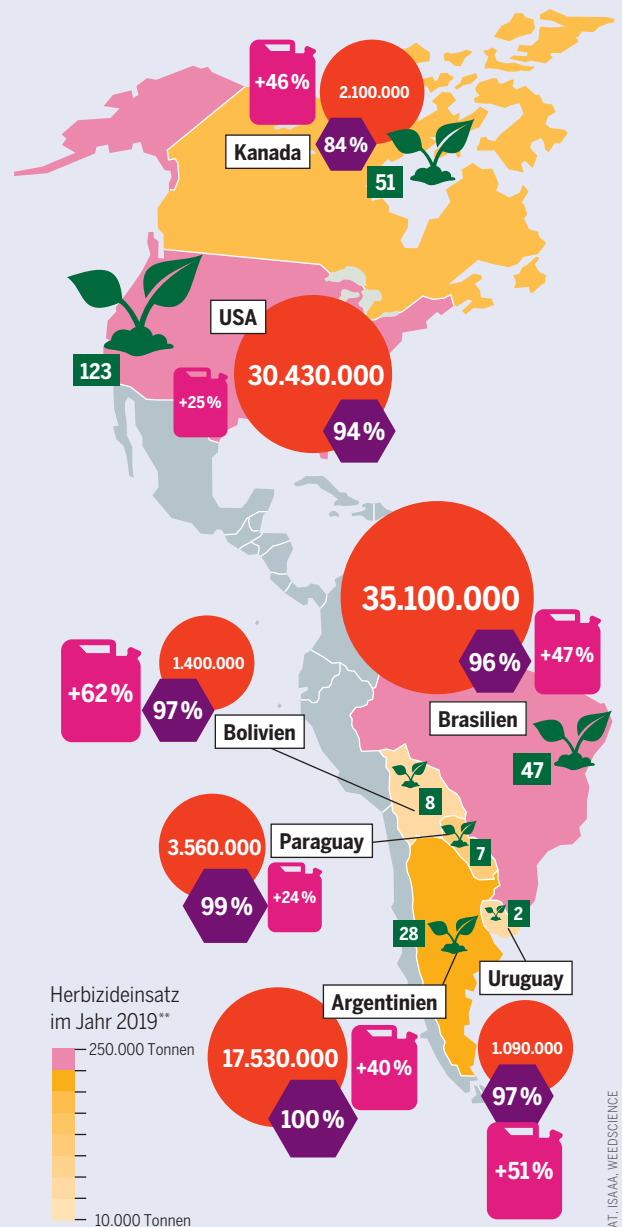 +46 %
2.100.000
Kanada
84 %
51
USA
30.430.000
123
+25 %
94 %
35.100.000
1.400.000
+62 %
97 %
96 %
+47 %
Brasilien
Bolivien
47
8
3.560.000
Paraguay
7
99 %
+24 %
28
2
Uruguay
Argentinien
Herbizideinsatz
im Jahr 2019**
250.000 Tonnen
10.000 Tonnen
17.530.000
+40 %
100 %
1.090.000
97 %
+51 %
AT, ISAAA, WEEDSCIENCE